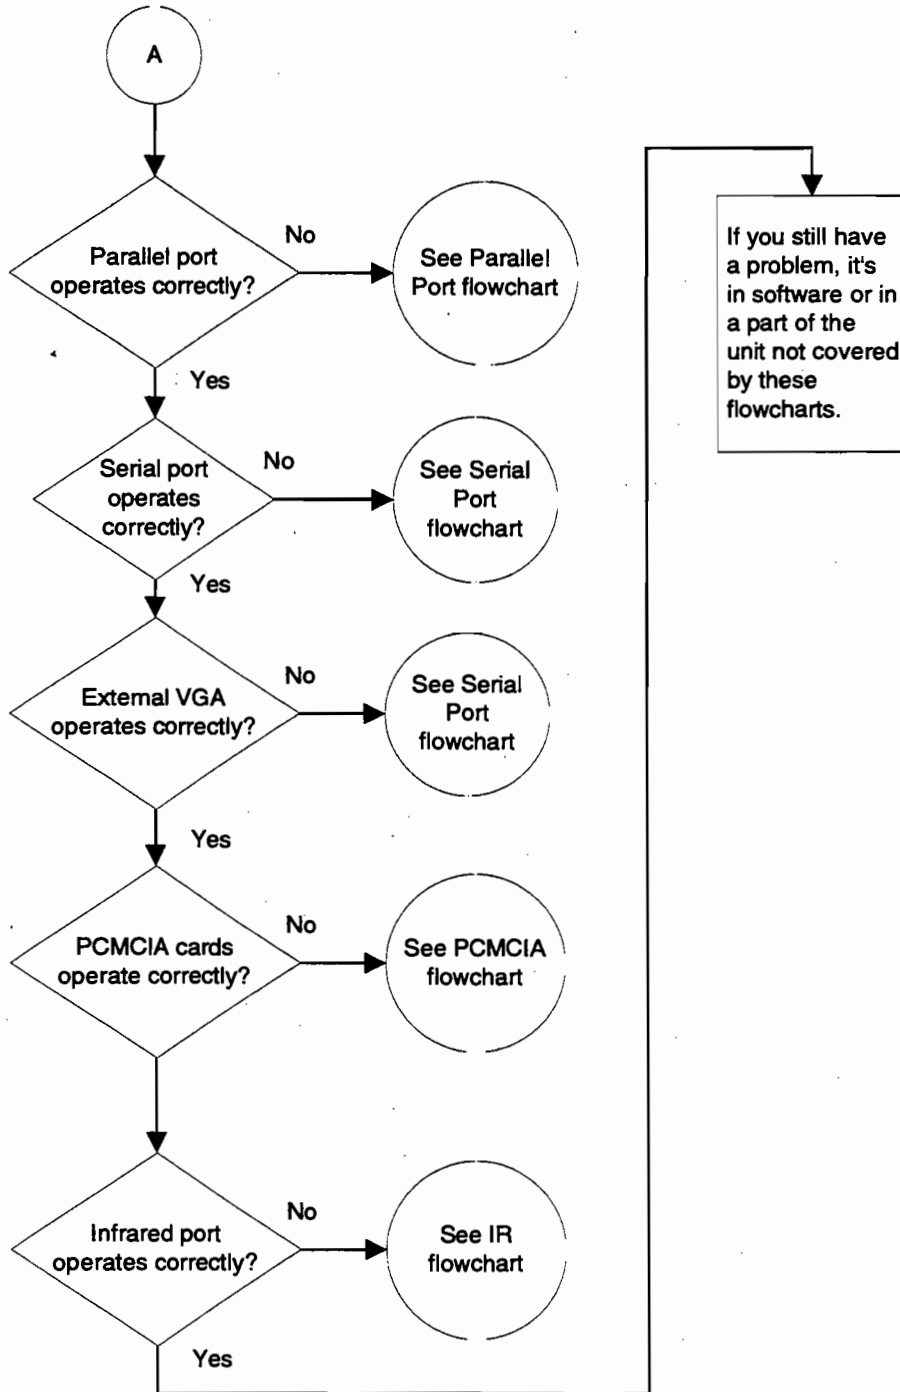 A
Parallel port
operates correctly?
No
See Parallel
Port flowchart
Yes
Serial port
operates
correctly?
No
See Serial
Port
flowchart
Yes
External VGA
operates correctly?
No
See Serial
Port
flowchart
Yes
PCMCIA cards
operate correctly?
No
See PCMCIA
flowchart
Infrared port
operates correctly?
No
See IR
flowchart
Yes
If you still have
a problem, it's
in software or in
a part of the
unit not covered
by these
flowcharts.